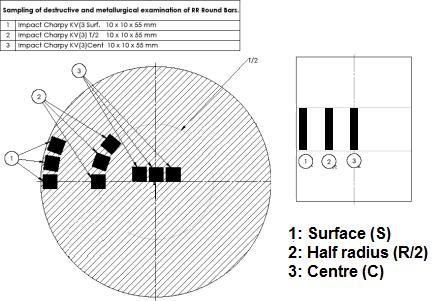 Sampling of destructive and metallurgical examination of RR Round Bars.
1 Impact Charpy KV(3 Surf. 10 x 10 x 55 mm
2 Impact Charpy KV(3) T/2 10 x 10 x 55 mm
3 Impact Charpy KV(3)Cent 10 x 10 x 55 mm
T/2
3
2
1
1 2 3
1: Surface (S)
2: Half radius (R/2)
3: Centre (C)